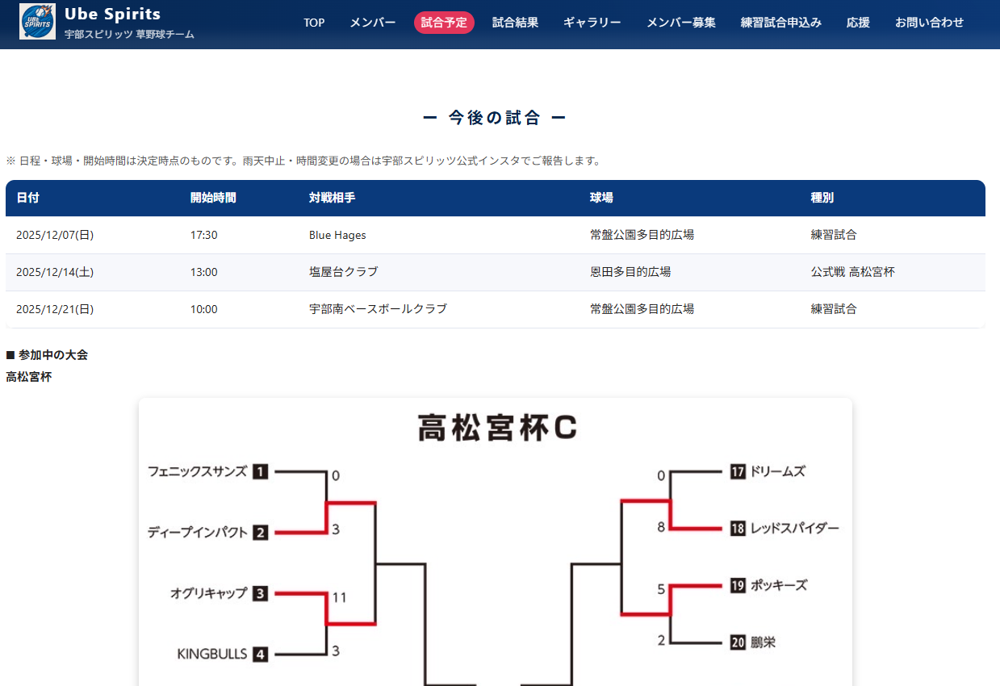 UBE SPIRITS
Ube Spirits
宇部スピリッツ 草野球チーム
TOP メンバー 試合予定 試合結果 ギャラリー メンバー募集 練習試合申込み 応援 お問い合わせ
ー 今後の試合 ー
※ 日程・球場・開始時間は決定時点のものです。雨天中止・時間変更の場合は宇部スピリッツ公式インスタでご報告します。
日付 開始時間 対戦相手 球場 種別
2025/12/07(日) 17:30 Blue Hages 常盤公園多目的広場 練習試合
2025/12/14(土) 13:00 塩屋台クラブ 恩田多目的広場 公式戦 高松宮杯
2025/12/21(日) 10:00 宇部南ベースボールクラブ 常盤公園多目的広場 練習試合
■ 参加中の大会
高松宮杯
高松宮杯C
フェニックスサンズ 1 0 0 17 ドリームズ
ディープインパクト 2 3 8 18 レッドスパイダー
オグリキャップ 3 11 5 19 ポッキーズ
KINGBULLS 4 3 2 20 鵬栄